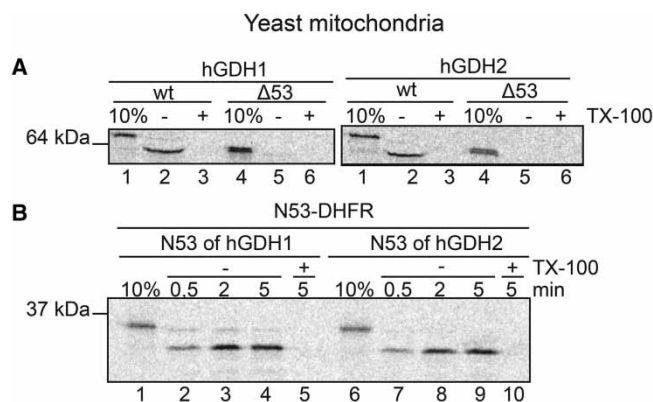 Yeast mitochondria
A
hGDH1 hGDH2
wt Δ53 wt Δ53
10% - + 10% - + 10% - + 10% - + TX-100
64 kDa
1 2 3 4 5 6 1 2 3 4 5 6
B
N53-DHFR
N53 of hGDH1 N53 of hGDH2
- + - + TX-100
10% 0,5 2 5 5 10% 0,5 2 5 5 min
37 kDa
1 2 3 4 5 6 7 8 9 10